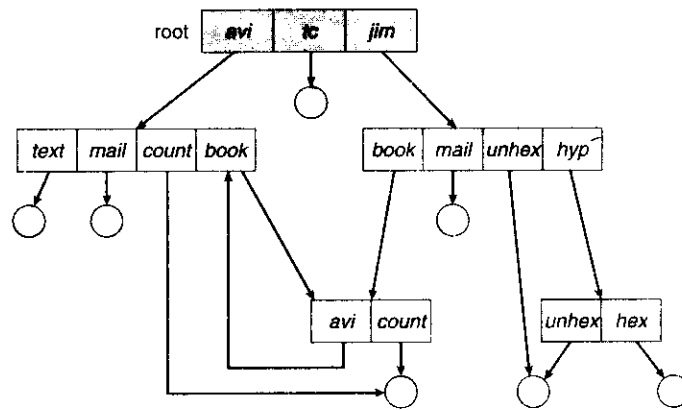 root avi tc jim
text mail count book book mail unhex hyp
avi count unhex hex